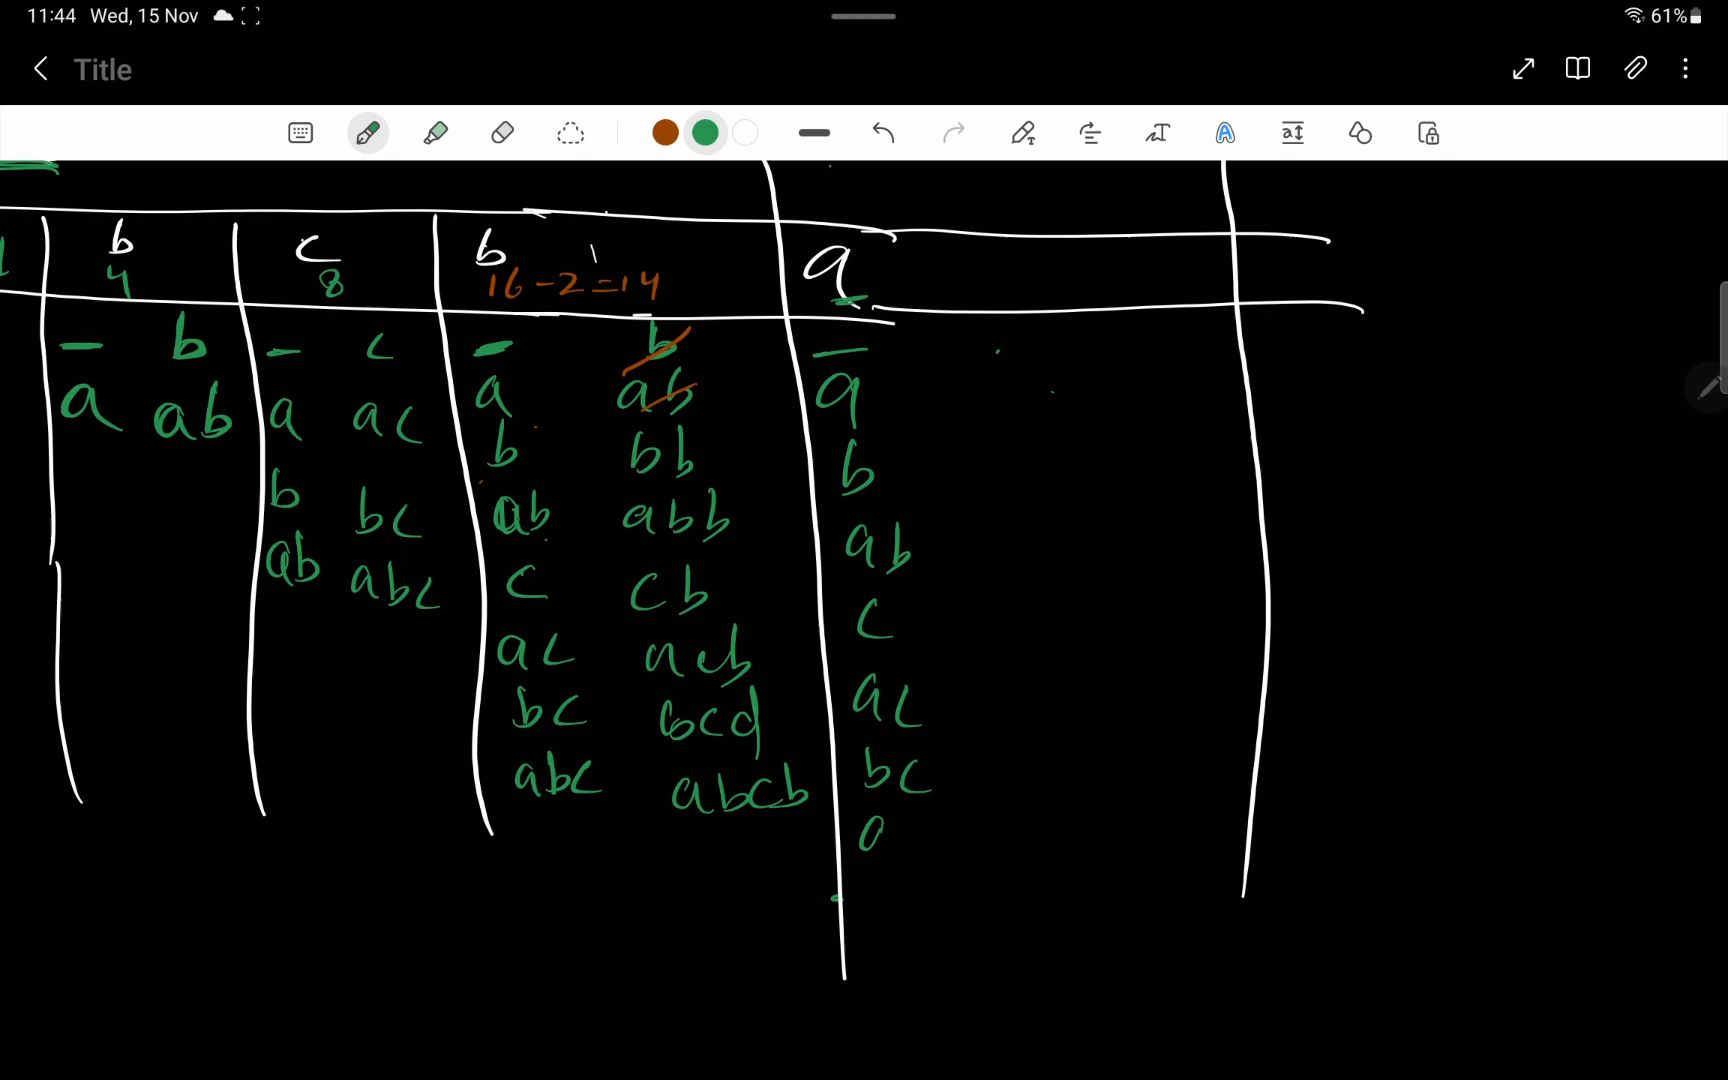 11:44 Wed, 15 Nov 61%
Title
b c b a
4 8 16-2=14
- b - c - b -
a ab a ac a ab a
b bc b bb b
ab abc ab abb ab
c cb c
ac acb ac
bc bcd bc
abc abcb a